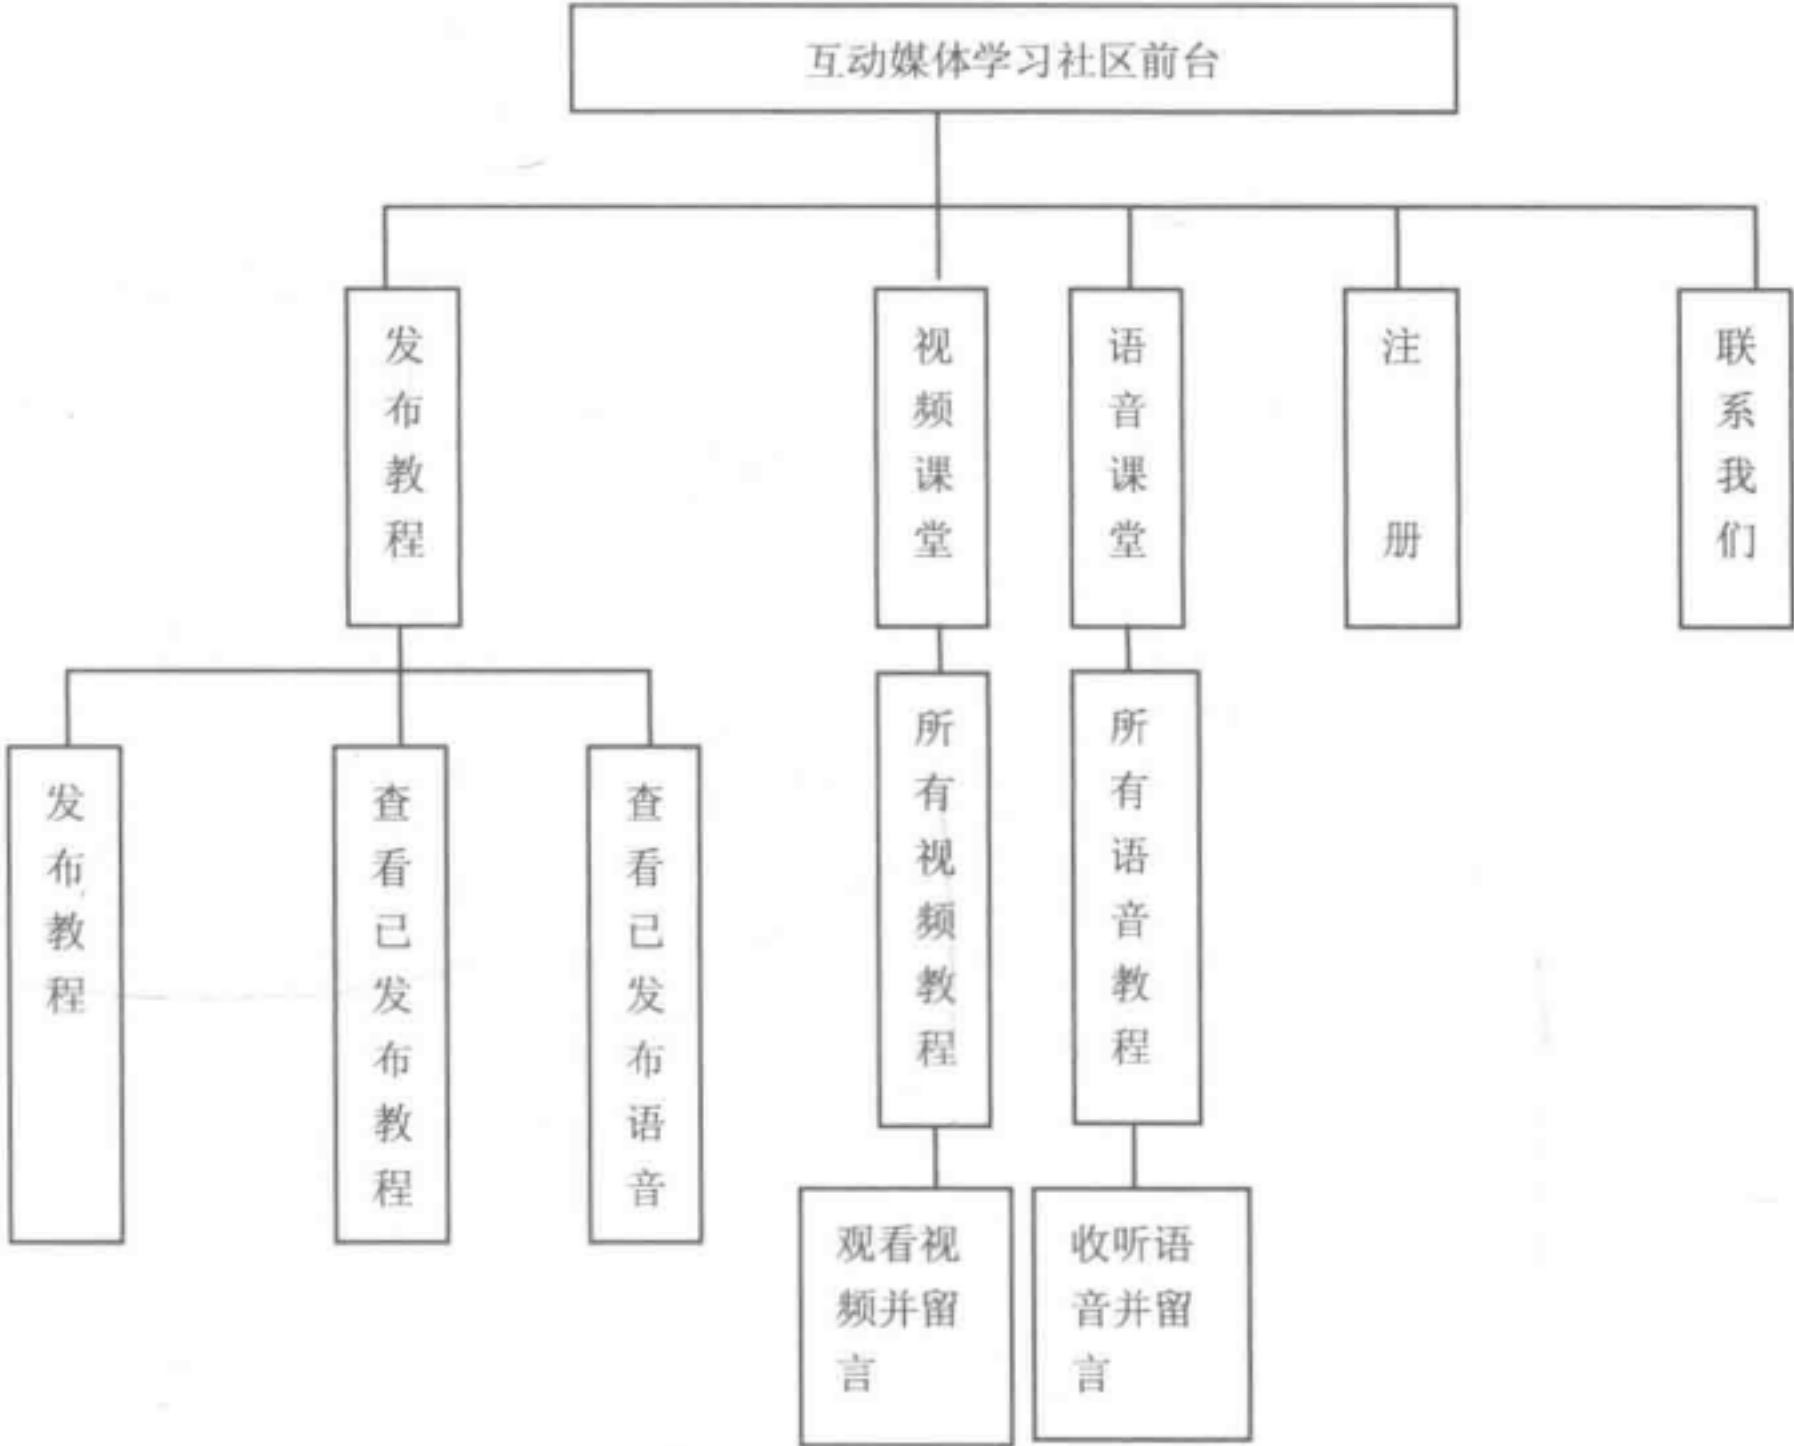 互动媒体学习社区前台
发布教程
视频课堂
语音课堂
注册
联系我们
发布教程
查看已发布教程
查看已发布语音
所有视频教程
所有语音教程
观看视
频并留
言
收听语
音并留
言